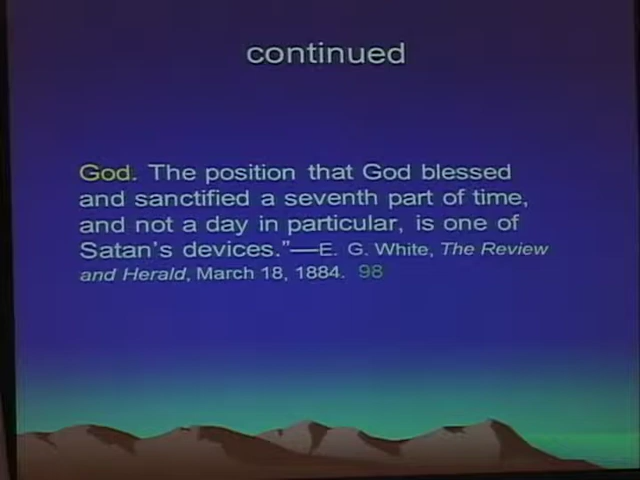 continued
God. The position that God blessed
and sanctified a seventh part of time,
and not a day in particular, is one of
Satan's devices."—E. G. White, The Review
and Herald, March 18, 1884. 98